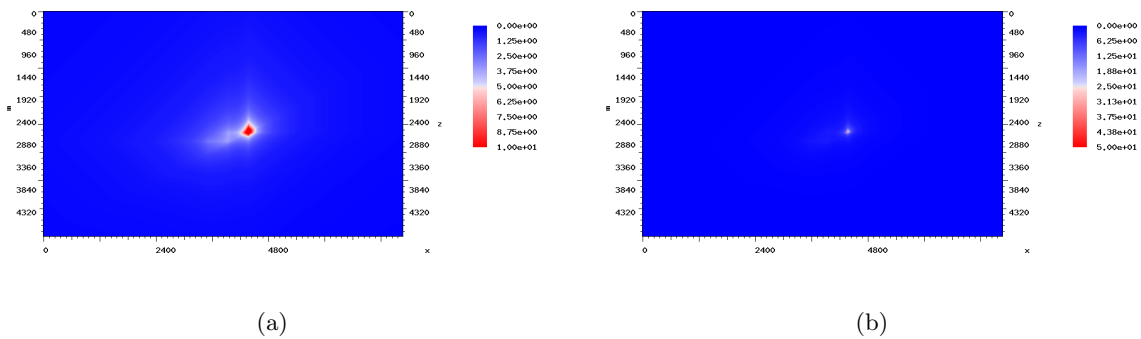 0 0 0.00e+00
480 480 1.25e+00
960 960 2.50e+00
1440 1440 3.75e+00
1920 1920 5.00e+00
m 6.25e+00
2400 2400 z 7.50e+00
2880 2880 8.75e+00
3360 3360 1.00e+01
3840 3840
4320 4320
0 2400 4800 x
(a)
0 0 0.00e+00
480 480 6.25e+00
960 960 1.25e+01
1440 1440 1.88e+01
1920 1920 2.50e+01
m 3.13e+01
2400 2400 z 3.75e+01
2880 2880 4.38e+01
3360 3360 5.00e+01
3840 3840
4320 4320
0 2400 4800 x
(b)